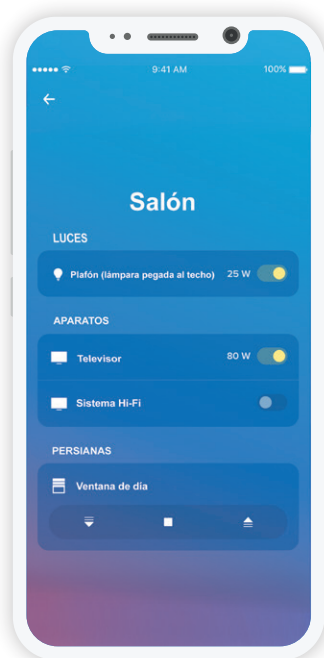 9:41 AM 100%
Salón
LUCES
Plafón (lámpara pegada al techo) 25 W
APARATOS
Televisor 80 W
Sistema Hi-Fi
PERSIANAS
Ventana de día